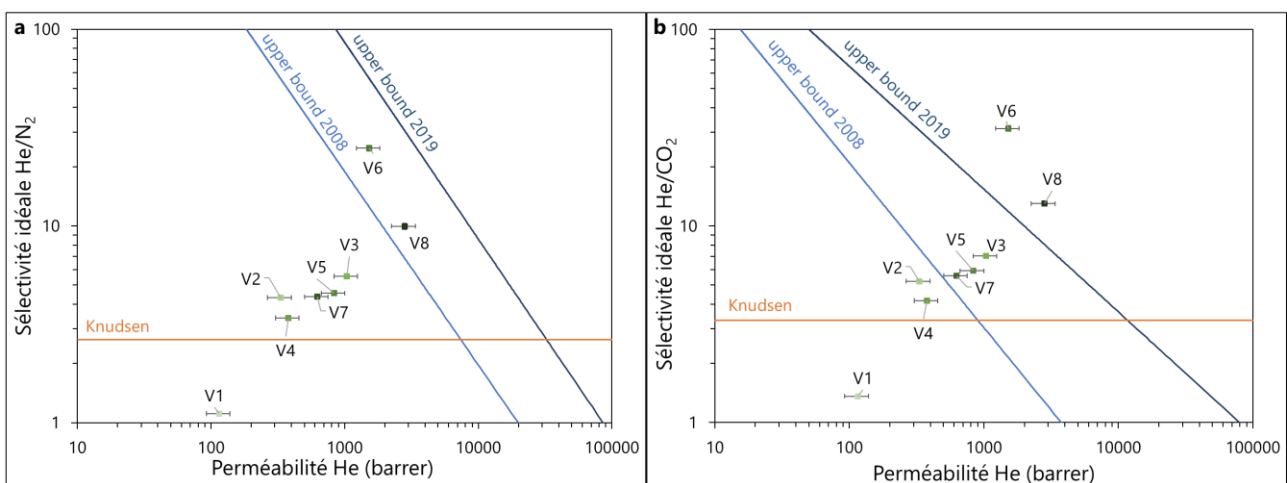 a
100
10
1
Sélectivité idéale He/N2
upper bound 2008
upper bound 2019
V6
V8
V3
V5
V2
V7
V4
Knudsen
V1
10
100
1000
10000
100000
Perméabilité He (barrer)
b
100
10
1
Sélectivité idéale He/CO2
upper bound 2019
upper bound 2008
V6
V8
V5
V3
V2
V7
V4
Knudsen
V1
10
100
1000
10000
100000
Perméabilité He (barrer)